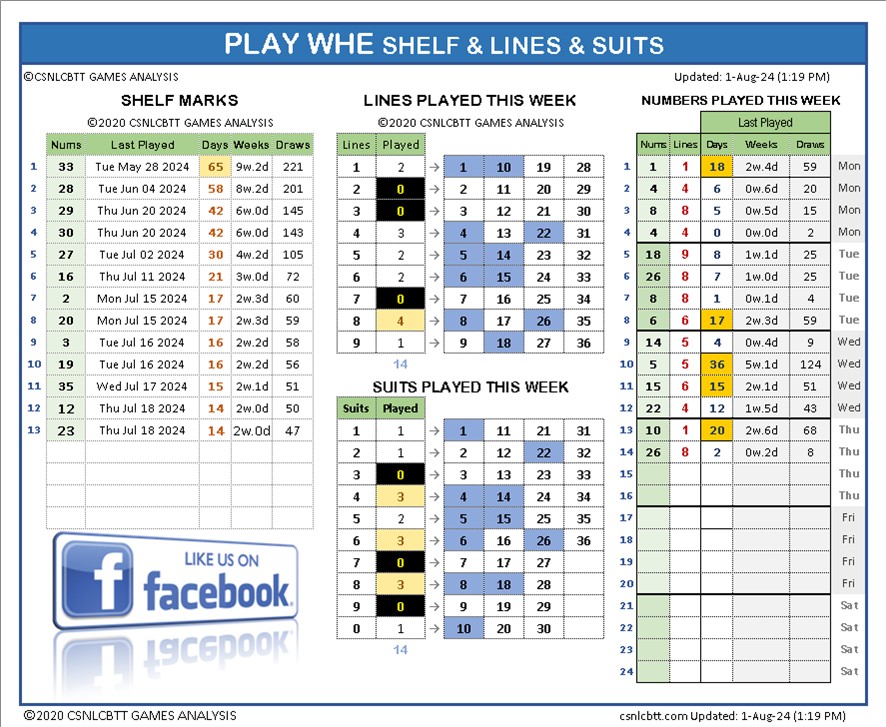 PLAY WHE SHELF & LINES & SUITS
©CSNLCBTT GAMES ANALYSIS
Updated: 1-Aug-24 (1:19 PM)
SHELF MARKS
©2020 CSNLCBTT GAMES ANALYSIS
Nums Last Played Days Weeks Draws
1 33 Tue May 28 2024 65 9w.2d 221
2 28 Tue Jun 04 2024 58 8w.2d 201
3 29 Thu Jun 20 2024 42 6w.0d 145
4 30 Thu Jun 20 2024 42 6w.0d 143
5 27 Tue Jul 02 2024 30 4w.2d 105
6 16 Thu Jul 11 2024 21 3w.0d 72
7 2 Mon Jul 15 2024 17 2w.3d 60
8 20 Mon Jul 15 2024 17 2w.3d 59
9 3 Tue Jul 16 2024 16 2w.2d 58
10 19 Tue Jul 16 2024 16 2w.2d 56
11 35 Wed Jul 17 2024 15 2w.1d 51
12 12 Thu Jul 18 2024 14 2w.0d 50
13 23 Thu Jul 18 2024 14 2w.0d 47
LIKE US ON
facebook
LINES PLAYED THIS WEEK
©2020 CSNLCBTT GAMES ANALYSIS
Lines Played
1 2 → 1 10 19 28
2 0 → 2 11 20 29
3 0 → 3 12 21 30
4 3 → 4 13 22 31
5 2 → 5 14 23 32
6 2 → 6 15 24 33
7 0 → 7 16 25 34
8 4 → 8 17 26 35
9 1 → 9 18 27 36
14
SUITS PLAYED THIS WEEK
Suits Played
1 1 → 1 11 21 31
2 1 → 2 12 22 32
3 0 → 3 13 23 33
4 3 → 4 14 24 34
5 2 → 5 15 25 35
6 3 → 6 16 26 36
7 0 → 7 17 27
8 3 → 8 18 28
9 0 → 9 19 29
0 1 → 10 20 30
14
NUMBERS PLAYED THIS WEEK
Last Played
Nums Lines Days Weeks Draws
1 1 1 18 2w.4d 59 Mon
2 4 4 6 0w.6d 20 Mon
3 8 8 5 0w.5d 15 Mon
4 4 4 0 0w.0d 2 Mon
5 18 9 8 1w.1d 25 Tue
6 26 8 7 1w.0d 25 Tue
7 8 8 1 0w.1d 4 Tue
8 6 6 17 2w.3d 59 Tue
9 14 5 4 0w.4d 9 Wed
10 5 5 36 5w.1d 124 Wed
11 15 6 15 2w.1d 51 Wed
12 22 4 12 1w.5d 43 Wed
13 10 1 20 2w.6d 68 Thu
14 26 8 2 0w.2d 8 Thu
15 Thu
16 Thu
17 Fri
18 Fri
19 Fri
20 Fri
21 Sat
22 Sat
23 Sat
24 Sat
©2020 CSNLCBTT GAMES ANALYSIS
csnlcbtt.com Updated: 1-Aug-24 (1:19 PM)